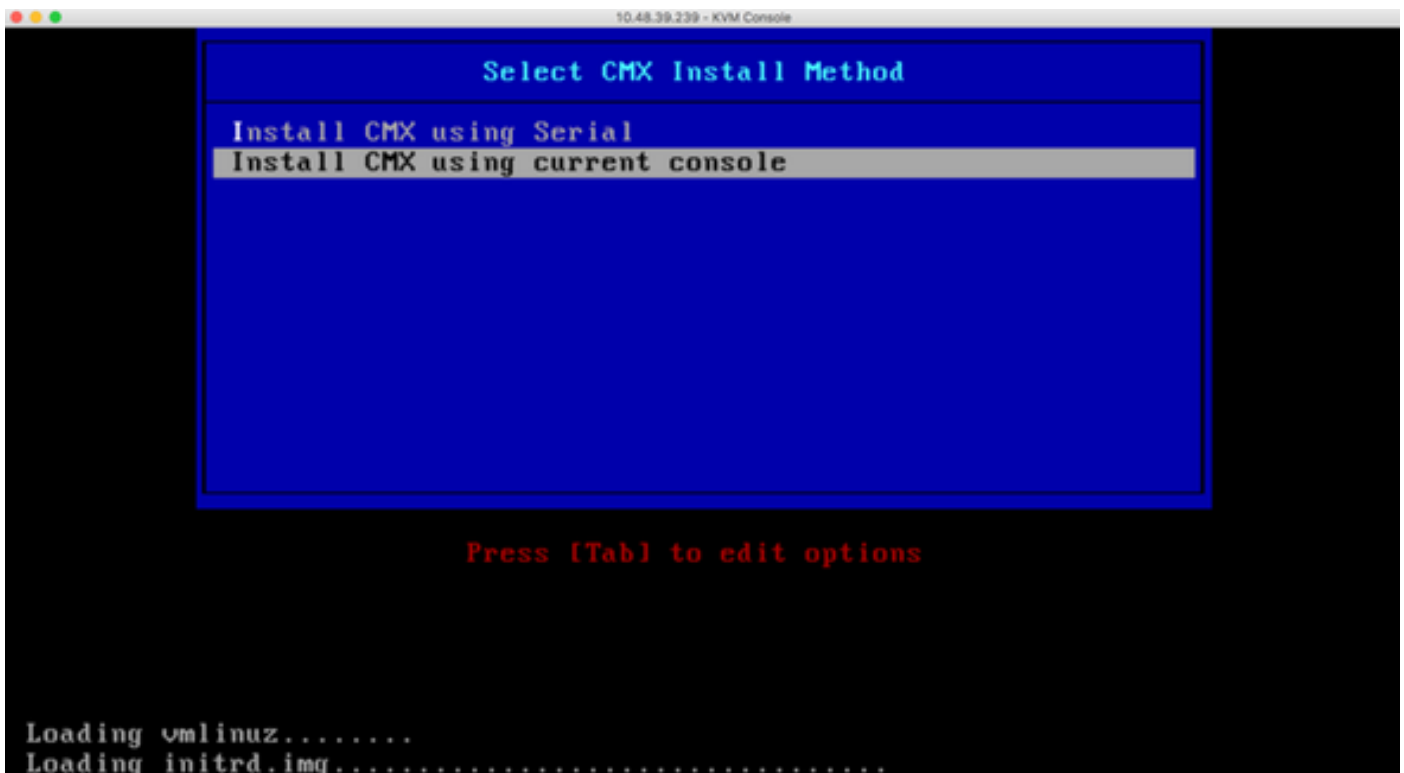 10.48.39.239 - KVM Console
Select CMX Install Method
Install CMX using Serial
Install CMX using current console
Press [Tab] to edit options
Loading vmlinuz........
Loading initrd.img..................................